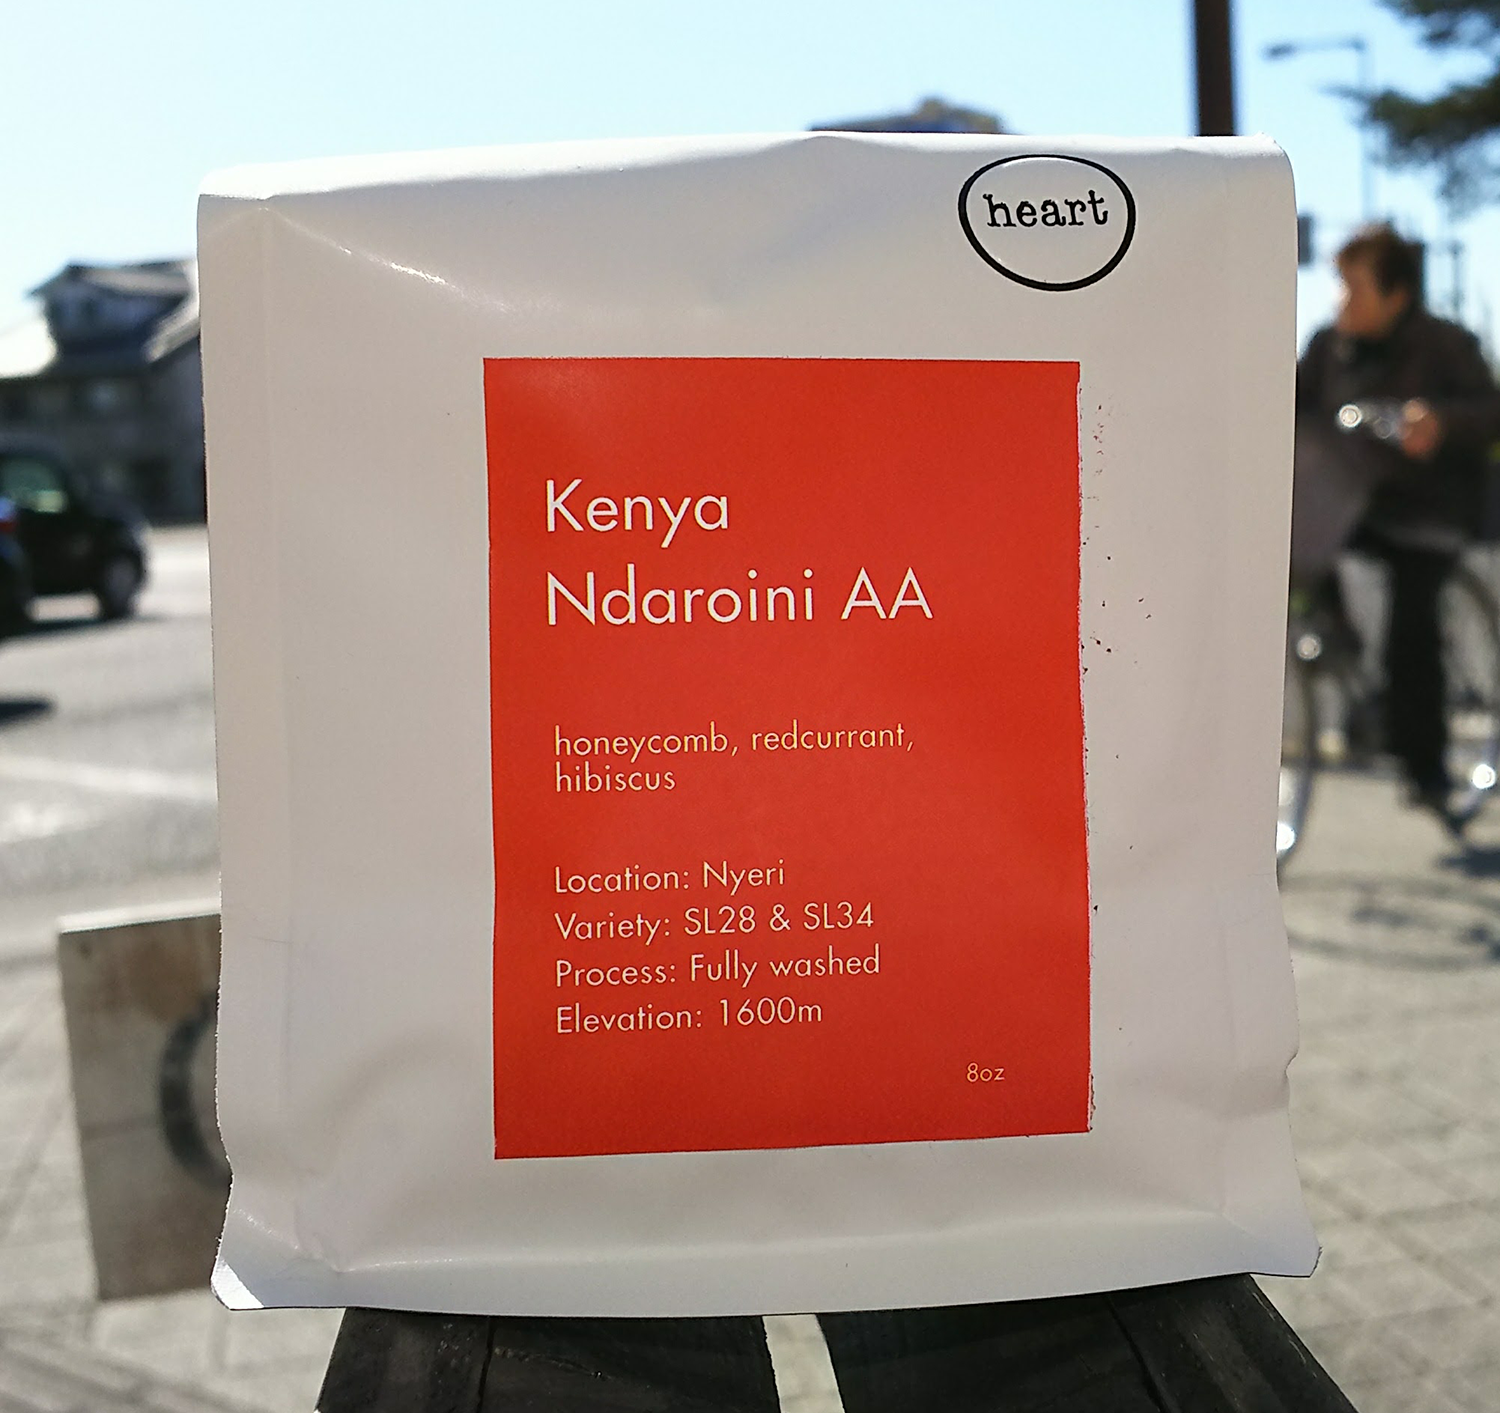 heart
Kenya
Ndaroini AA
honeycomb, redcurrant,
hibiscus
Location: Nyeri
Variety: SL28 & SL34
Process: Fully washed
Elevation: 1600m
8oz